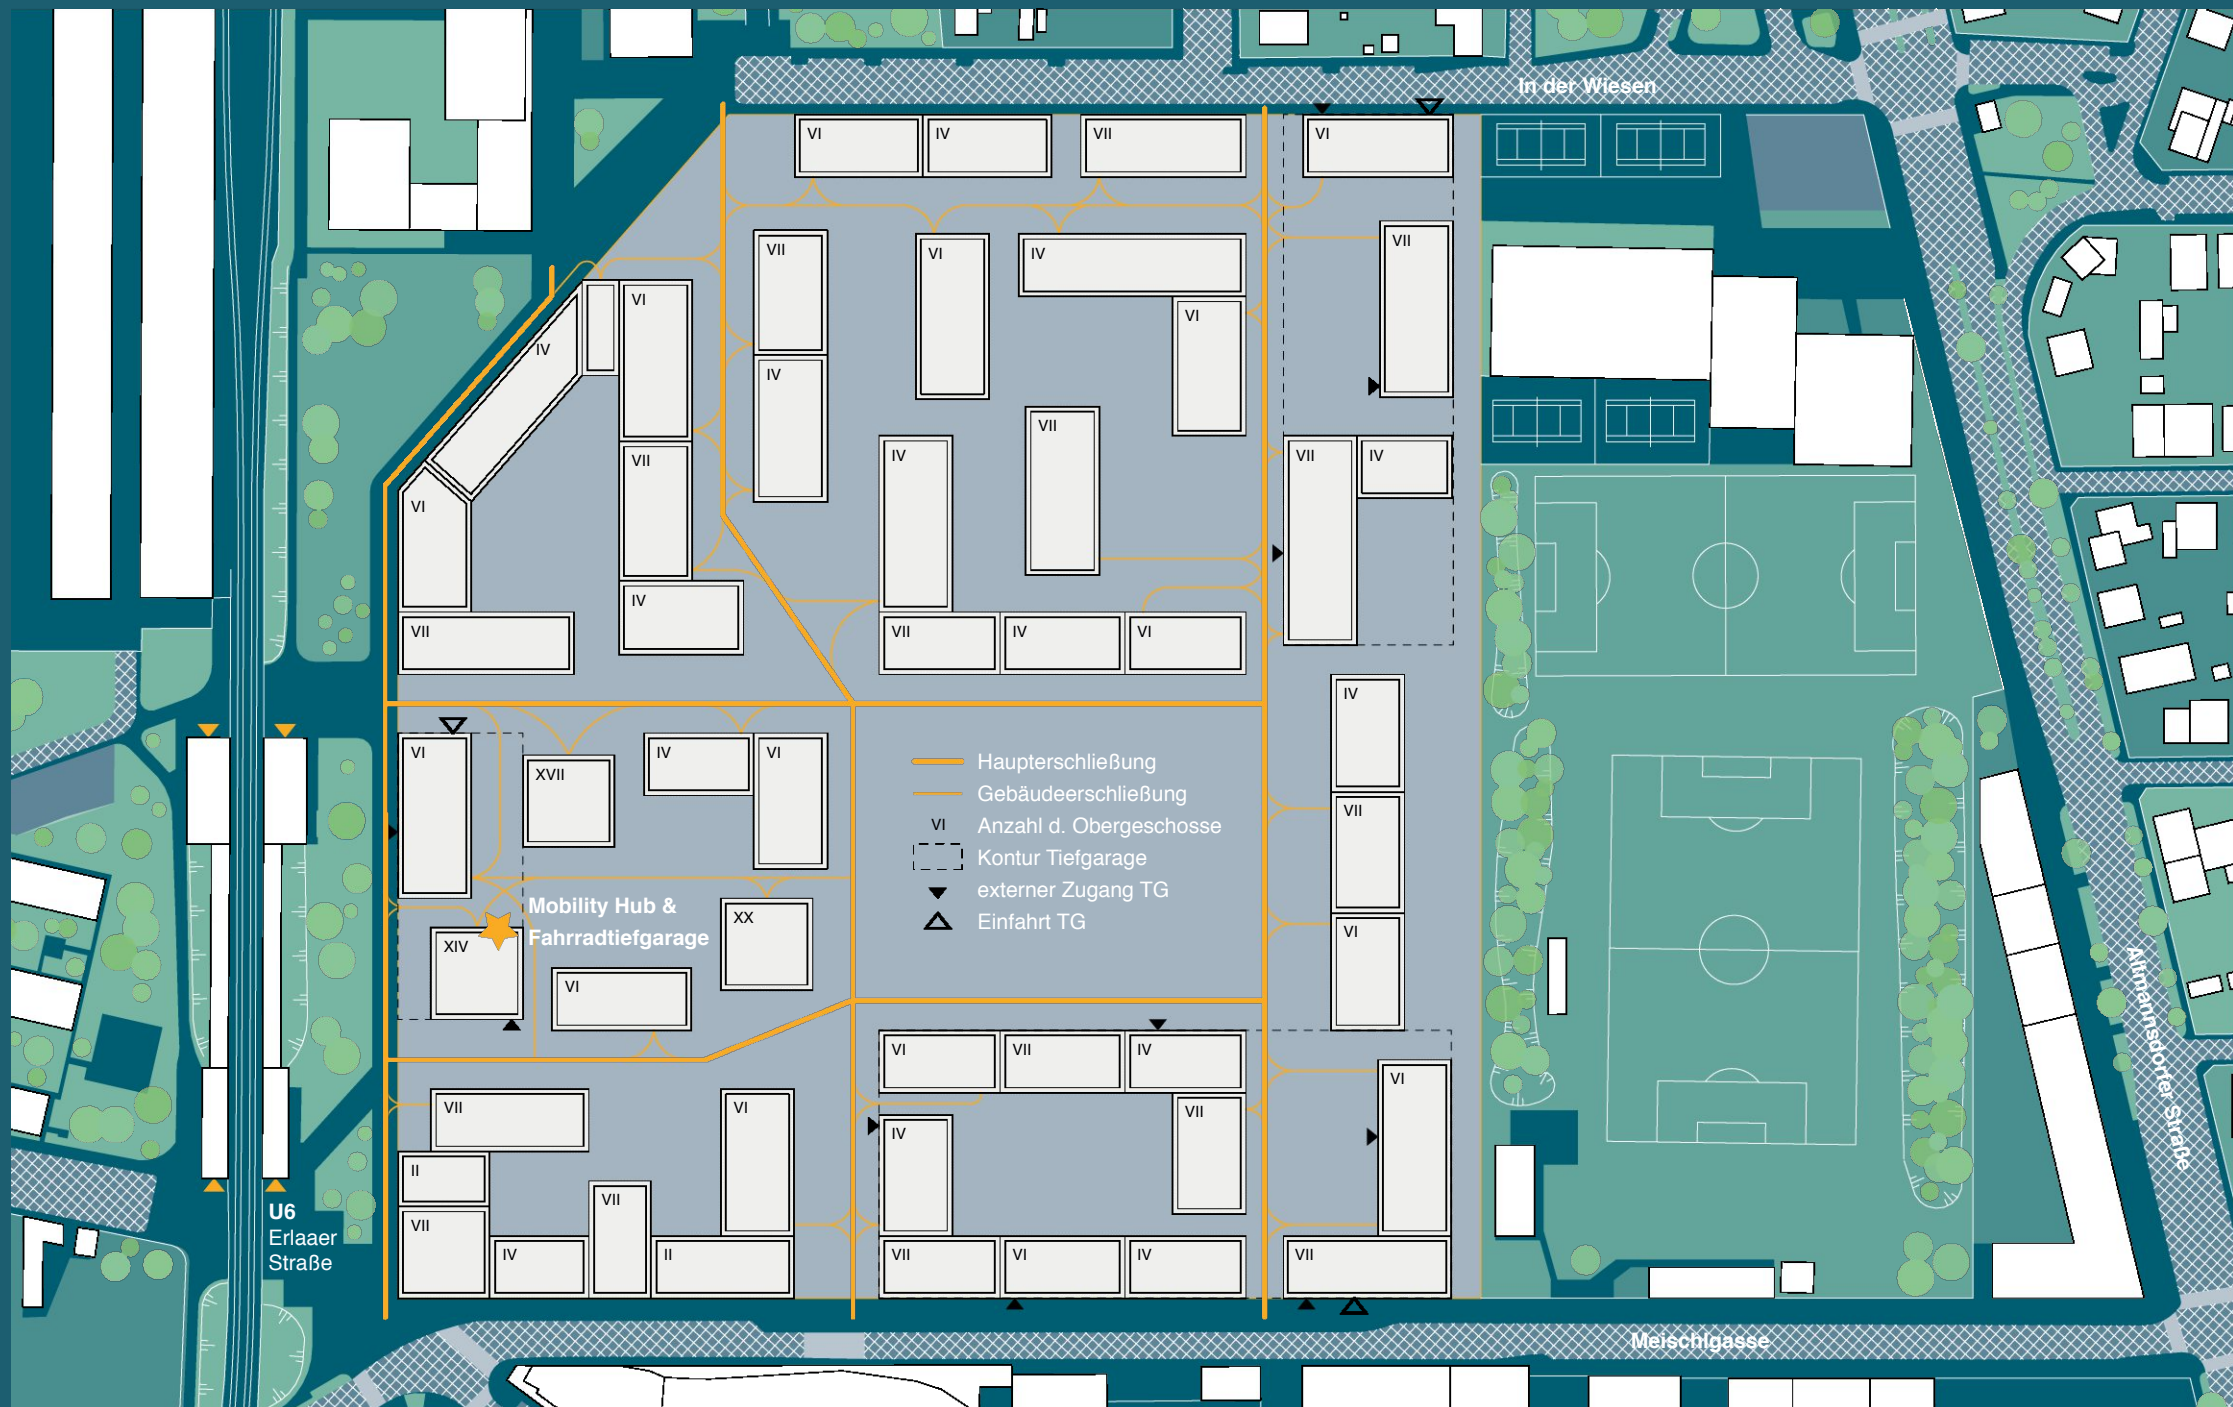 In der Wiesen
VI
IV
VII
VI
VII
VI
IV
VII
VI
VI
IV
IV
VII
IV
VII
IV
VII
IV
VI
IV
VII
VII
IV
VI
IV
VI
XVII
IV
VI
VII
VI
XIV
XX
VI
Mobility Hub &
Fahrradtiefgarage
Haupterschließung
Gebäudeerschließung
VI Anzahl d. Obergeschosse
Kontur Tiefgarage
externer Zugang TG
Einfahrt TG
VI
VII
IV
VI
VII
VI
VII
IV
II
VII
VII
IV
II
VII
VI
IV
VII
U6
Erlaaer
Straße
Altmannsdorfer Straße
Meischlgasse